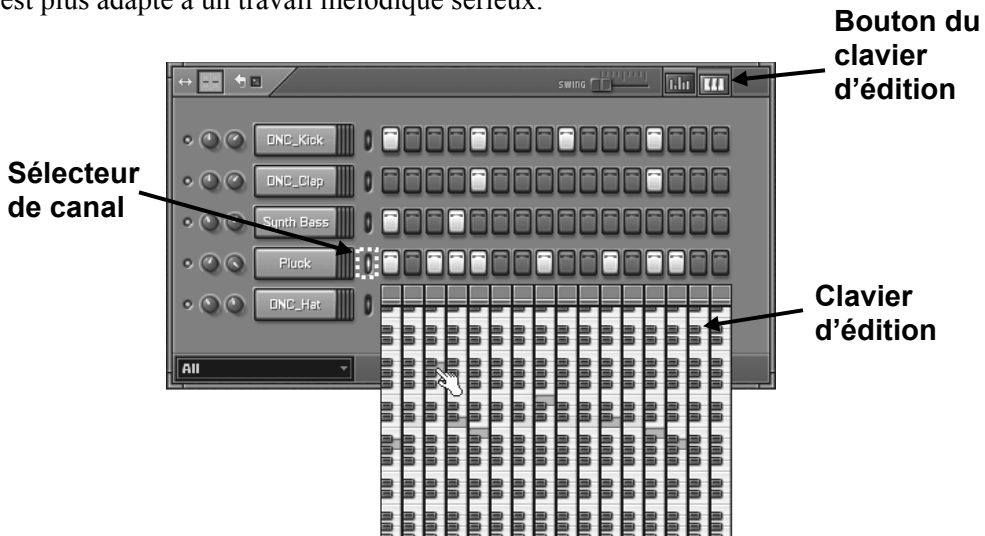 est plus adapté à un travail mélodique sérieux.
Bouton du
clavier
d'édition
SWING
DNC_Kick
Sélecteur
de canal
DNC_Clap
Synth Bass
Pluck
DNC_Hat
Clavier
d'édition
All